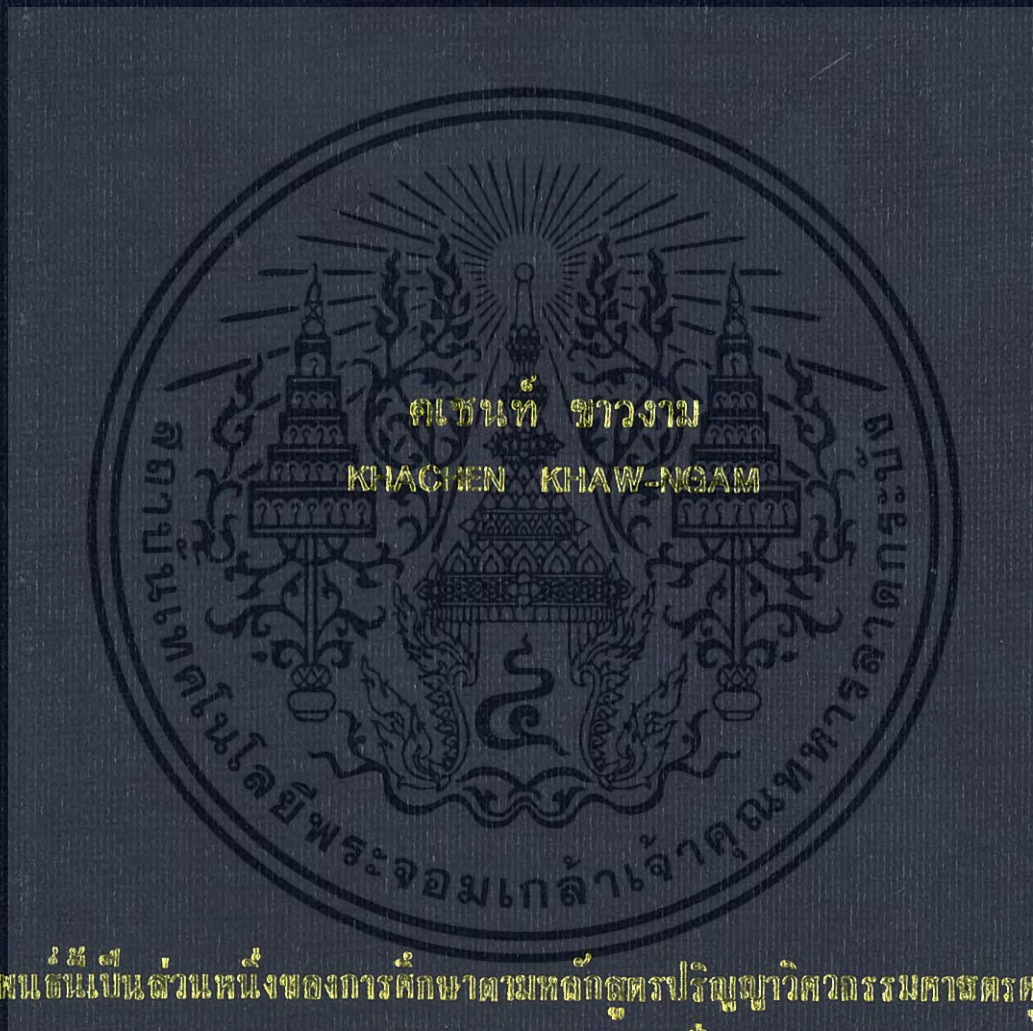 คเชนท์ ขาวงาม
KHACHEN KHAW-NGAM
สถาบันเทคโนโลยีพระจอมเกล้าเจ้าคุณทหารลาดกระบัง
๔
เป็นส่วนหนึ่งของการศึกษาตามหลักสูตรปริญญาวิศวกรรมศาสตร